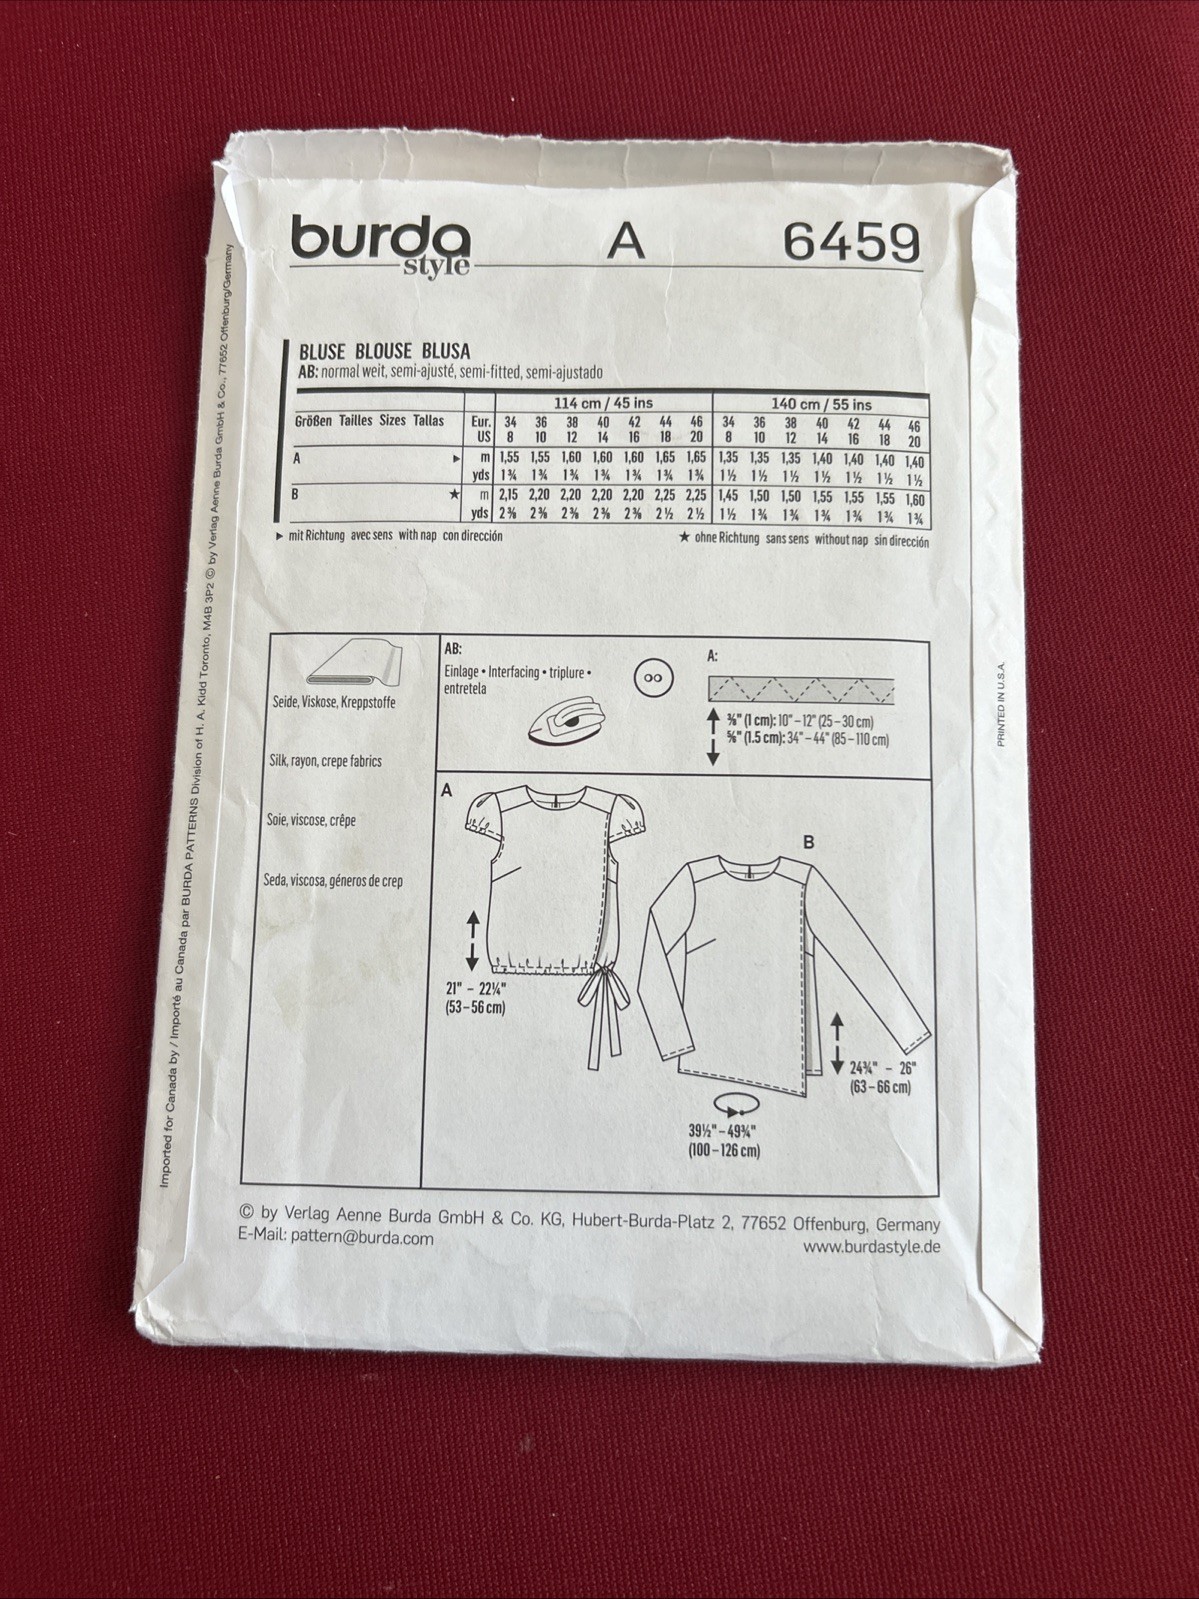 burda A 6459
style
BLUSE BLOUSE BLUSA
AB: normal weit, semi-ajusté, semi-fitted, semi-ajustado
114 cm / 45 ins 140 cm / 55 ins
Größen Tailles Sizes Tallas Eur. 34 36 38 40 42 44 46 34 36 38 40 42 44 46
US 8 10 12 14 16 18 20 8 10 12 14 16 18 20
A ► m 1,55 1,55 1,60 1,60 1,60 1,65 1,65 1,35 1,35 1,35 1,40 1,40 1,40 1,40
yds 1¾ 1¾ 1¾ 1¾ 1¾ 1¾ 1¾ 1½ 1½ 1½ 1½ 1½ 1½ 1½
B ★ m 2,15 2,20 2,20 2,20 2,20 2,25 2,25 1,45 1,50 1,50 1,55 1,55 1,55 1,60
yds 2⅜ 2⅜ 2⅜ 2⅜ 2⅜ 2½ 2½ 1½ 1¾ 1¾ 1¾ 1¾ 1¾ 1¾
► mit Richtung avec sens with nap con dirección ★ ohne Richtung sans sens without nap sin dirección
Seide, Viskose, Kreppstoffe
Silk, rayon, crepe fabrics
Soie, viscose, crêpe
Seda, viscosa, géneros de crep
AB:
Einlage • Interfacing • triplure •
entretela
A:
⅜" (1 cm): 10" – 12" (25 – 30 cm)
⅝" (1.5 cm): 34" – 44" (85 – 110 cm)
A
21" – 22¼"
(53 – 56 cm)
B
24¾" – 26"
(63 – 66 cm)
39½" – 49¾"
(100 – 126 cm)
© by Verlag Aenne Burda GmbH & Co. KG, Hubert-Burda-Platz 2, 77652 Offenburg, Germany
E-Mail: pattern@burda.com www.burdastyle.de
Imported for Canada by / Importé au Canada par BURDA PATTERNS Division of H. A. Kidd Toronto, M4B 3P2 © by Verlag Aenne Burda GmbH & Co., 77652 Offenburg/Germany
PRINTED IN U.S.A.